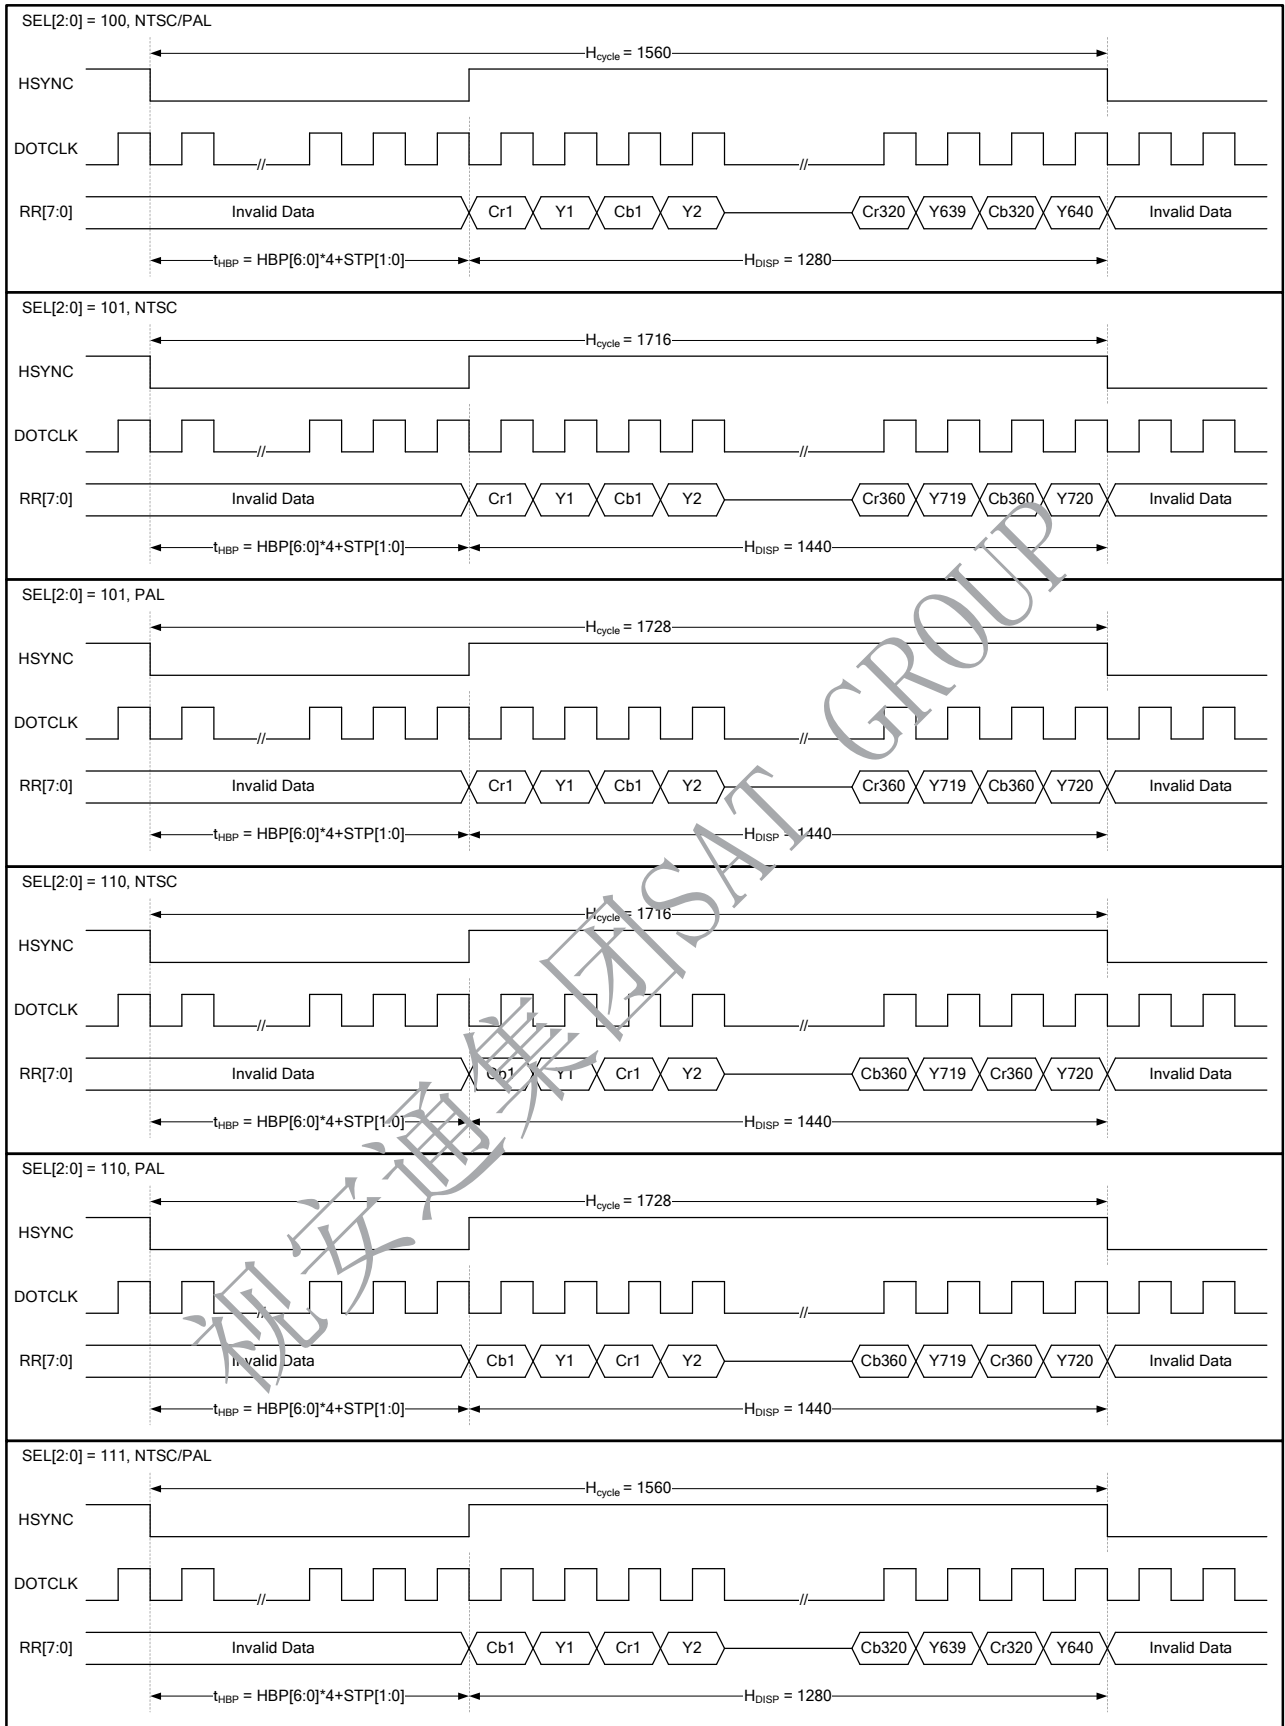 SEL[2:0] = 100, NTSC/PAL
Hcycle = 1560
HSYNC
DOTCLK
// //
RR[7:0] Invalid Data Cr1 Y1 Cb1 Y2 Cr320 Y639 Cb320 Y640 Invalid Data
tHBP = HBP[6:0]*4+STP[1:0] HDISP = 1280
SEL[2:0] = 101, NTSC
Hcycle = 1716
HSYNC
DOTCLK
// //
RR[7:0] Invalid Data Cr1 Y1 Cb1 Y2 Cr360 Y719 Cb360 Y720 Invalid Data
tHBP = HBP[6:0]*4+STP[1:0] HDISP = 1440
SEL[2:0] = 101, PAL
Hcycle = 1728
HSYNC
DOTCLK
// //
RR[7:0] Invalid Data Cr1 Y1 Cb1 Y2 Cr360 Y719 Cb360 Y720 Invalid Data
tHBP = HBP[6:0]*4+STP[1:0] HDISP = 1440
SEL[2:0] = 110, NTSC
Hcycle = 1716
HSYNC
DOTCLK
// //
RR[7:0] Invalid Data Cb1 Y1 Cr1 Y2 Cb360 Y719 Cr360 Y720 Invalid Data
tHBP = HBP[6:0]*4+STP[1:0] HDISP = 1440
SEL[2:0] = 110, PAL
Hcycle = 1728
HSYNC
DOTCLK
// //
RR[7:0] Invalid Data Cb1 Y1 Cr1 Y2 Cb360 Y719 Cr360 Y720 Invalid Data
tHBP = HBP[6:0]*4+STP[1:0] HDISP = 1440
SEL[2:0] = 111, NTSC/PAL
Hcycle = 1560
HSYNC
DOTCLK
// //
RR[7:0] Invalid Data Cb1 Y1 Cr1 Y2 Cb320 Y639 Cr320 Y640 Invalid Data
tHBP = HBP[6:0]*4+STP[1:0] HDISP = 1280
视安通集团SAT GROUP